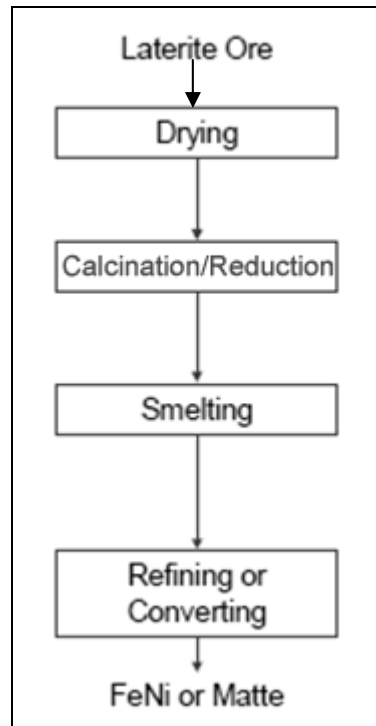 Laterite Ore
Drying
Calcination/Reduction
Smelting
Refining or
Converting
FeNi or Matte